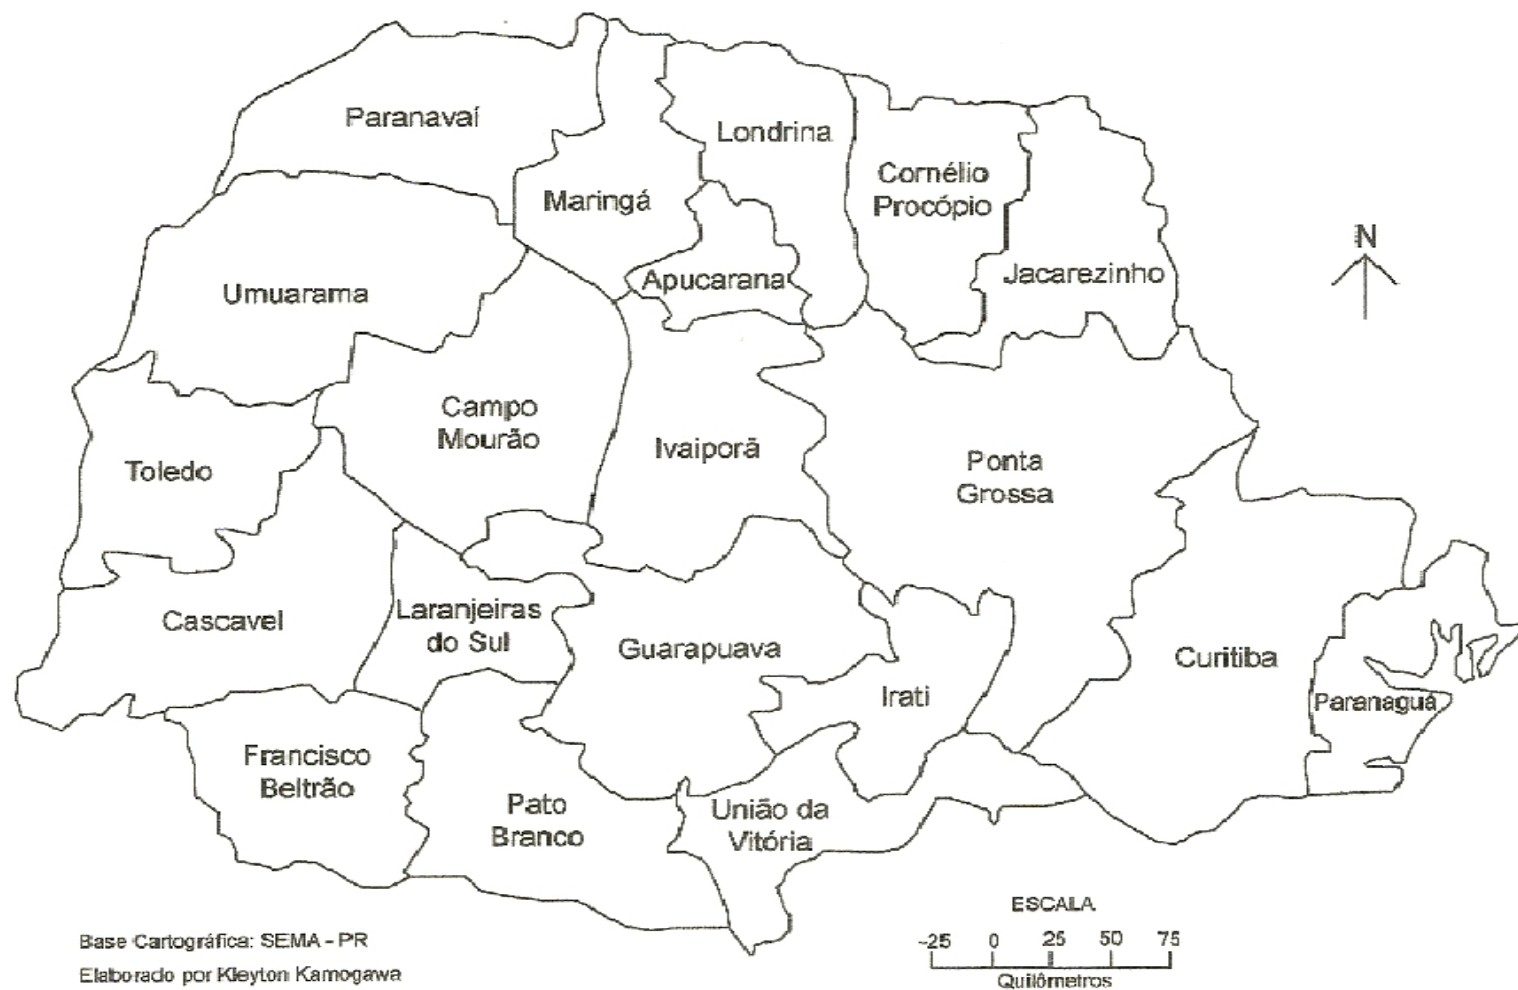 Paranavaí
Londrina
Cornélio
Procópio
Maringá
N
Apucarana
Jacarezinho
Umuarama
Campo
Mourão
Ivaiporã
Toledo
Ponta
Grossa
Cascavel
Laranjeiras
do Sul
Guarapuava
Curitiba
Irati
Paranaguá
Francisco
Beltrão
Pato
Branco
União da
Vitória
ESCALA
-25 0 25 50 75
Quilômetros
Base Cartográfica: SEMA - PR
Elaborado por Kleyton Kamogawa